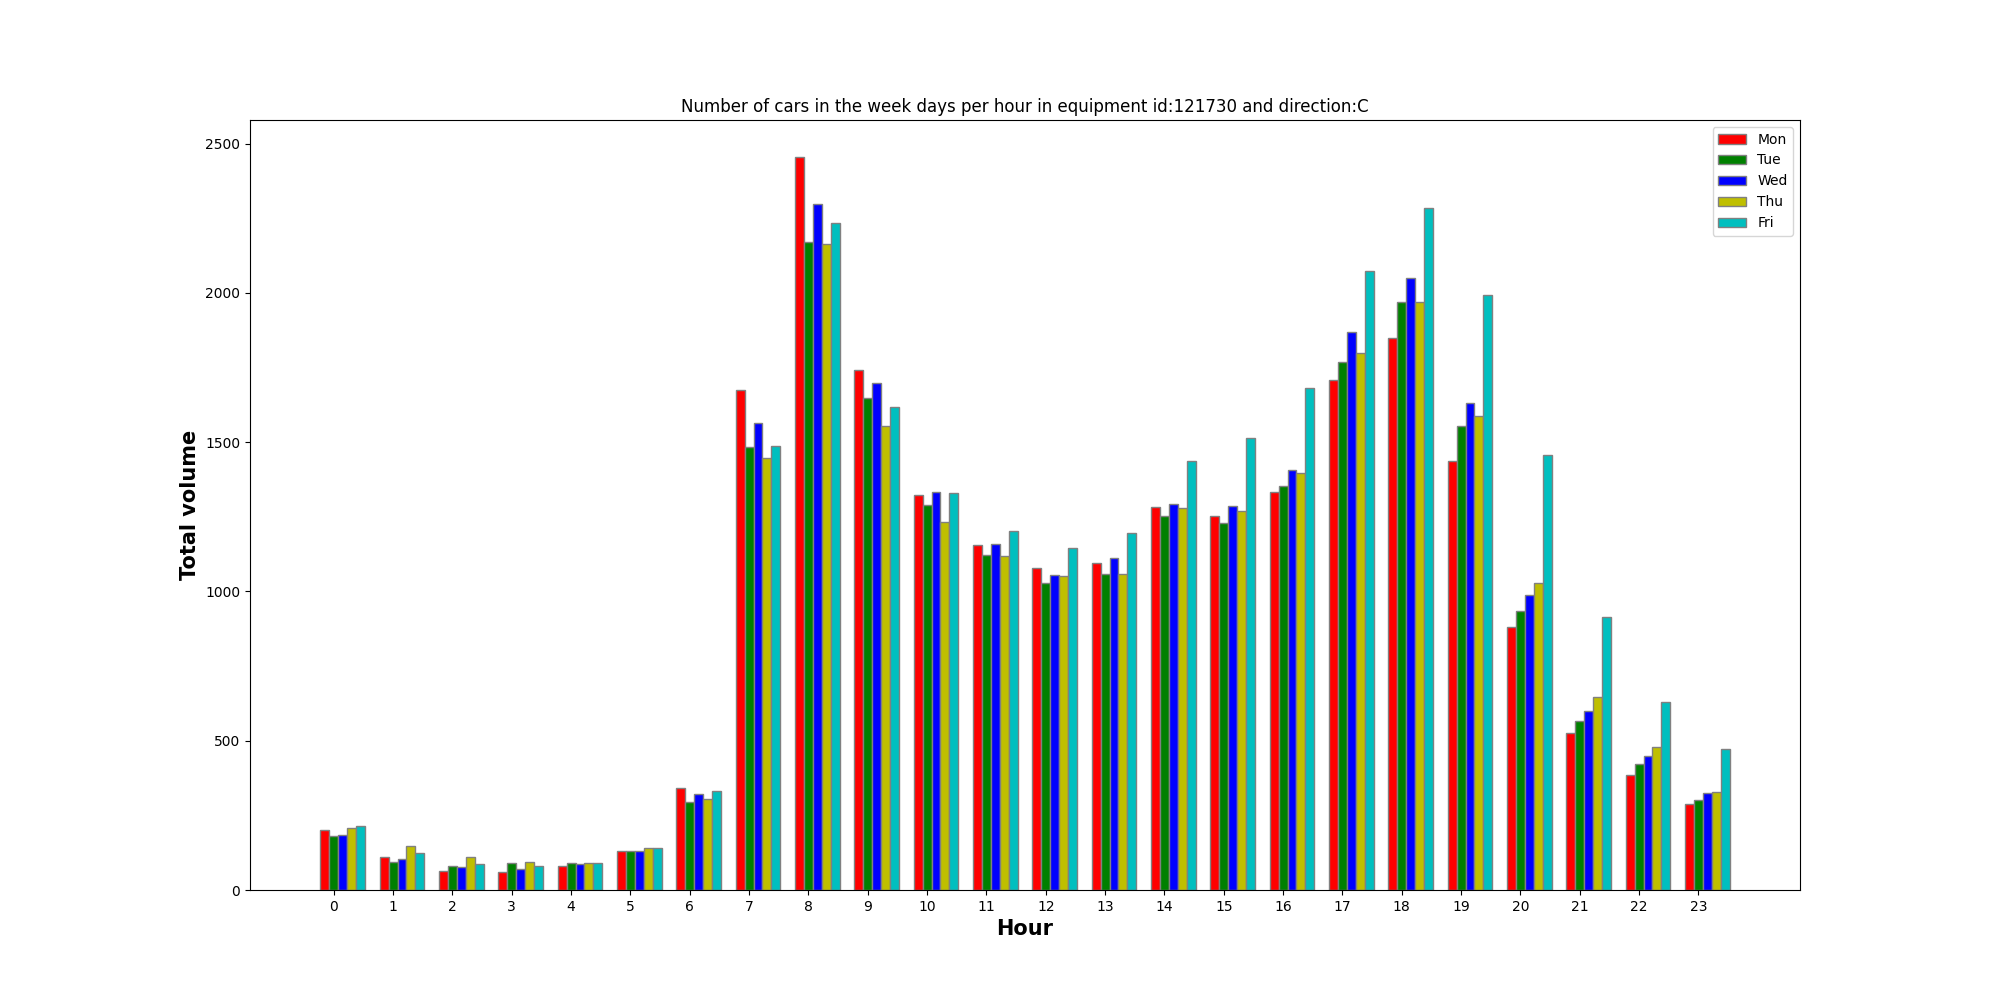 Number of cars in the week days per hour in equipment id:121730 and direction:C
Mon
Tue
Wed
Thu
Fri
Total volume
2500
2000
1500
1000
500
0
0 1 2 3 4 5 6 7 8 9 10 11 12 13 14 15 16 17 18 19 20 21 22 23
Hour